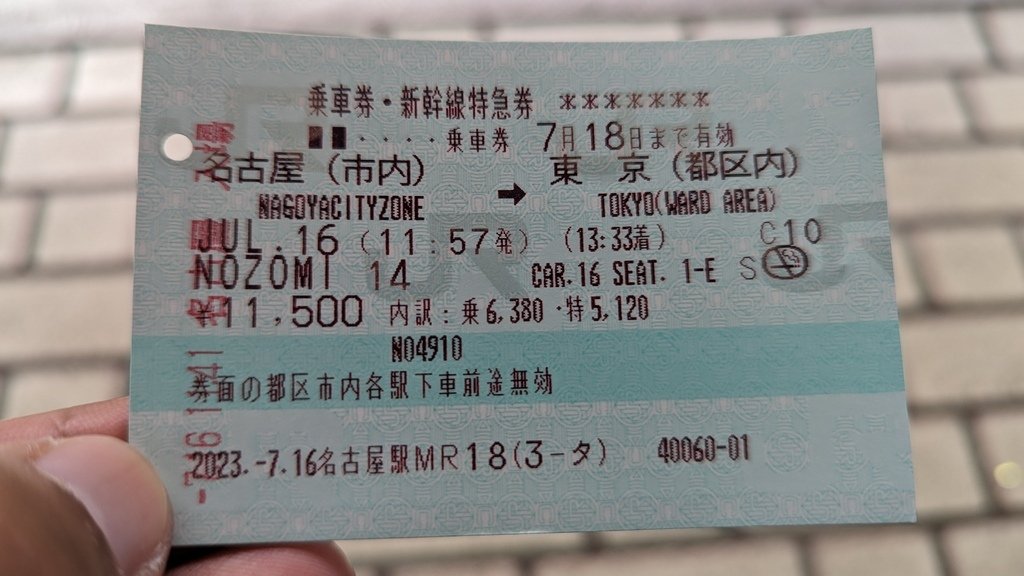 乗車券・新幹線特急券 *******
■■・・・・乗車券 7月18日まで有効
名古屋(市内) ➡ 東 京(都区内)
NAGOYACITYZONE TOKYO(WARD AREA)
JUL.16(11:57発) (13:33着) C10
NOZOMI 14 CAR.16 SEAT. 1-E S
¥11,500 内訳:乗6,380・特5,120
N04910
券面の都区市内各駅下車前途無効
2023.-7.16名古屋駅MR18(3-タ) 40060-01